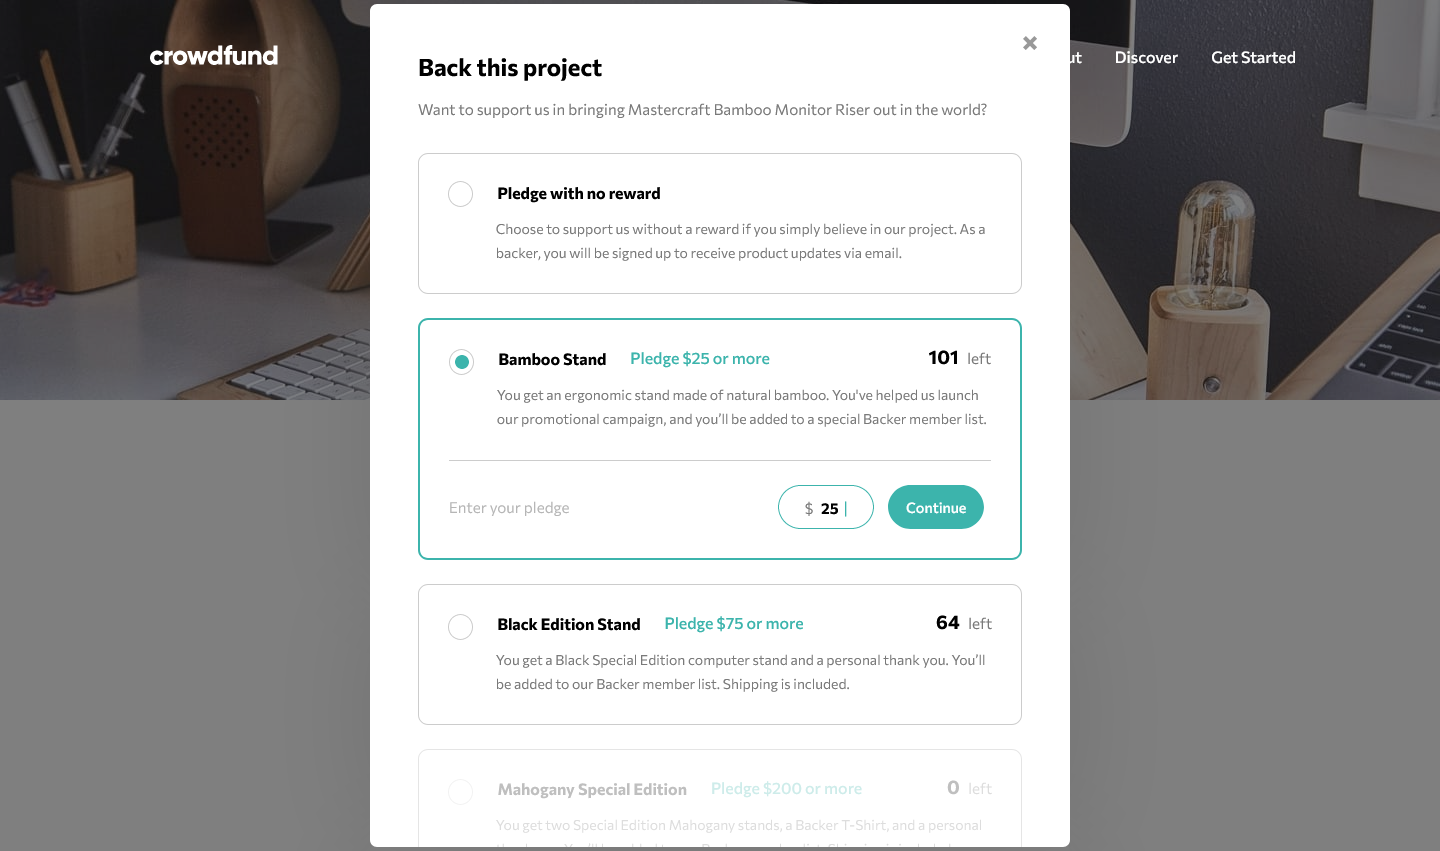 crowdfund
Discover
Get Started
Back this project
Want to support us in bringing Mastercraft Bamboo Monitor Riser out in the world?
Pledge with no reward
Choose to support us without a reward if you simply believe in our project. As a
backer, you will be signed up to receive product updates via email.
Bamboo Stand Pledge $25 or more 101 left
You get an ergonomic stand made of natural bamboo. You've helped us launch
our promotional campaign, and you’ll be added to a special Backer member list.
Enter your pledge $ 25 Continue
Black Edition Stand Pledge $75 or more 64 left
You get a Black Special Edition computer stand and a personal thank you. You’ll
be added to our Backer member list. Shipping is included.
Mahogany Special Edition Pledge $200 or more 0 left
You get two Special Edition Mahogany stands, a Backer T-Shirt, and a personal